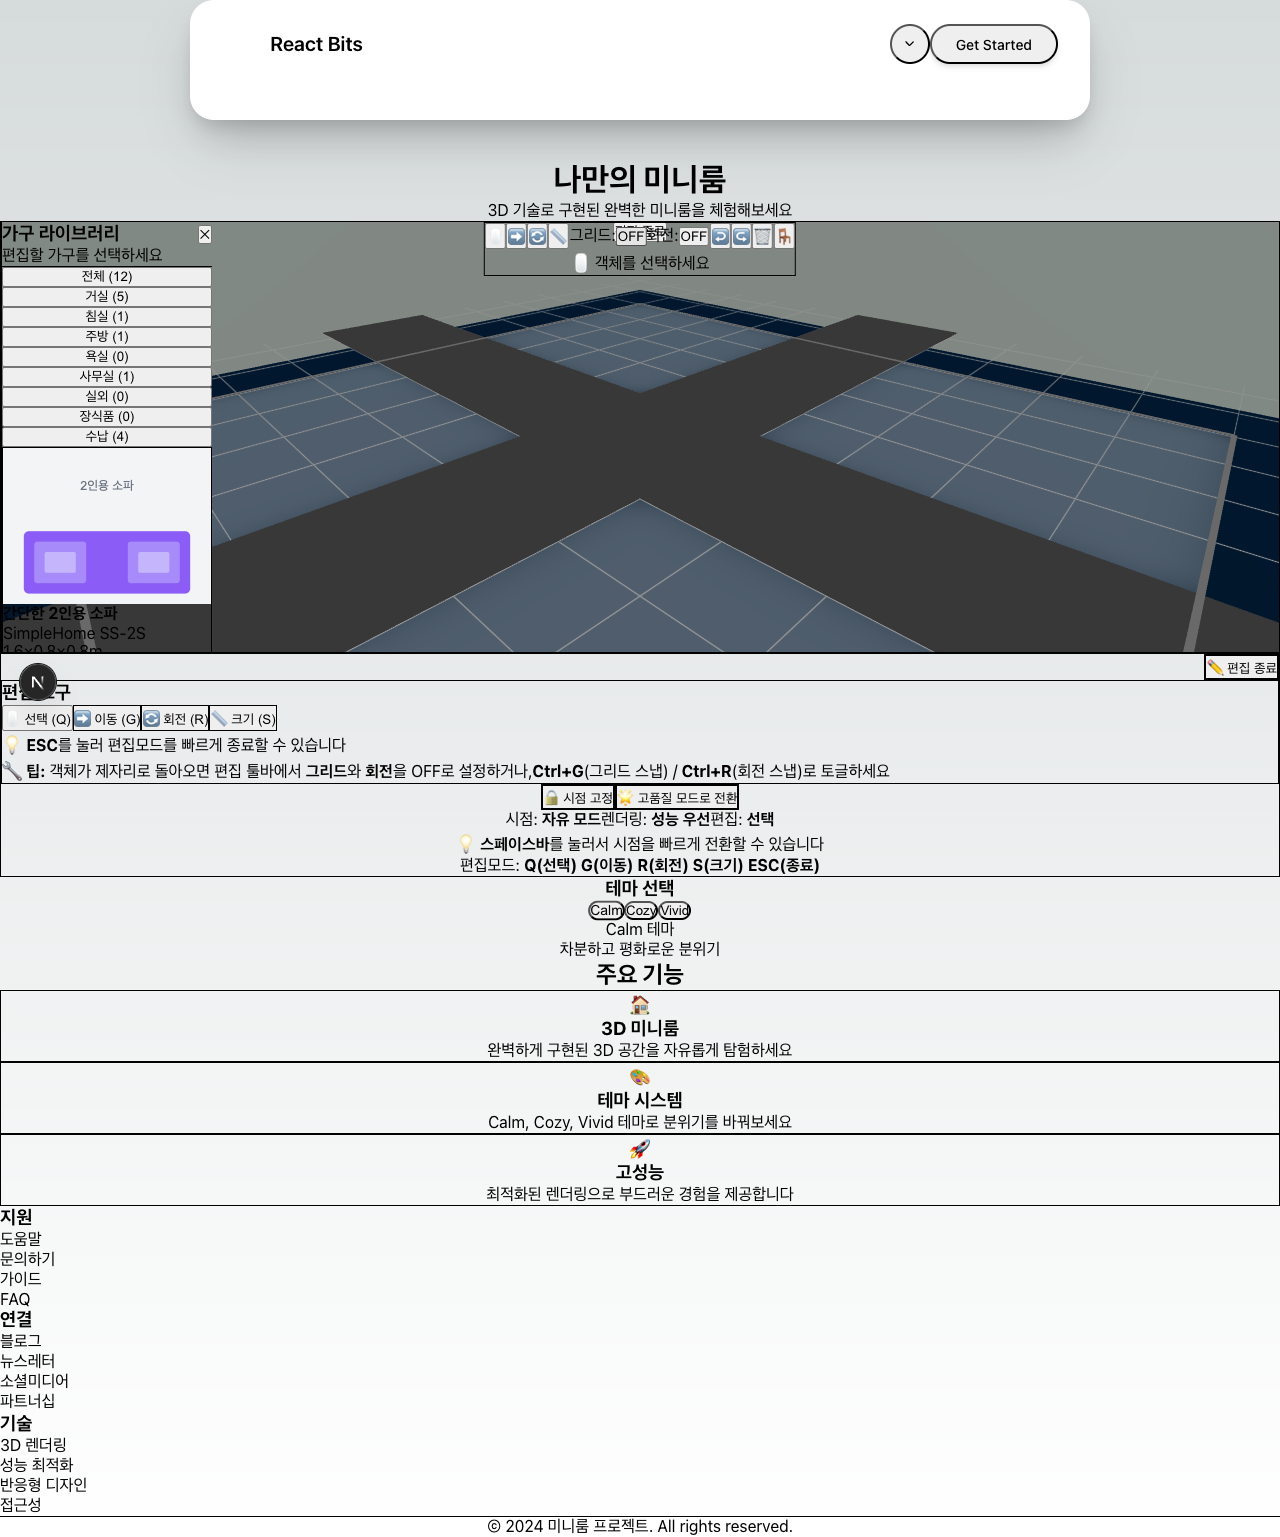 React Bits
Get Started
나만의 미니룸
3D 기술로 구현된 완벽한 미니룸을 체험해보세요
가구 라이브러리
편집할 가구를 선택하세요
전체 (12)
거실 (5)
침실 (1)
주방 (1)
욕실 (0)
사무실 (1)
실외 (0)
장식품 (0)
수납 (4)
2인용 소파
간단한 2인용 소파
SimpleHome SS-2S
1.6×0.8×0.8m
그리드: OFF 회전: OFF
객체를 선택하세요
편집 종료
N
선택 (Q) 이동 (G) 회전 (R) 크기 (S)
ESC를 눌러 편집모드를 빠르게 종료할 수 있습니다
팁: 객체가 제자리로 돌아오면 편집 툴바에서 그리드와 회전을 OFF로 설정하거나,Ctrl+G(그리드 스냅) / Ctrl+R(회전 스냅)로 토글하세요
시점 고정 고품질 모드로 전환
시점: 자유 모드렌더링: 성능 우선편집: 선택
스페이스바를 눌러서 시점을 빠르게 전환할 수 있습니다
편집모드: Q(선택) G(이동) R(회전) S(크기) ESC(종료)
테마 선택
Calm Cozy Vivid
Calm 테마
차분하고 평화로운 분위기
주요 기능
3D 미니룸
완벽하게 구현된 3D 공간을 자유롭게 탐험하세요
테마 시스템
Calm, Cozy, Vivid 테마로 분위기를 바꿔보세요
고성능
최적화된 렌더링으로 부드러운 경험을 제공합니다
지원
도움말
문의하기
가이드
FAQ
연결
블로그
뉴스레터
소셜미디어
파트너십
기술
3D 렌더링
성능 최적화
반응형 디자인
접근성
© 2024 미니룸 프로젝트. All rights reserved.